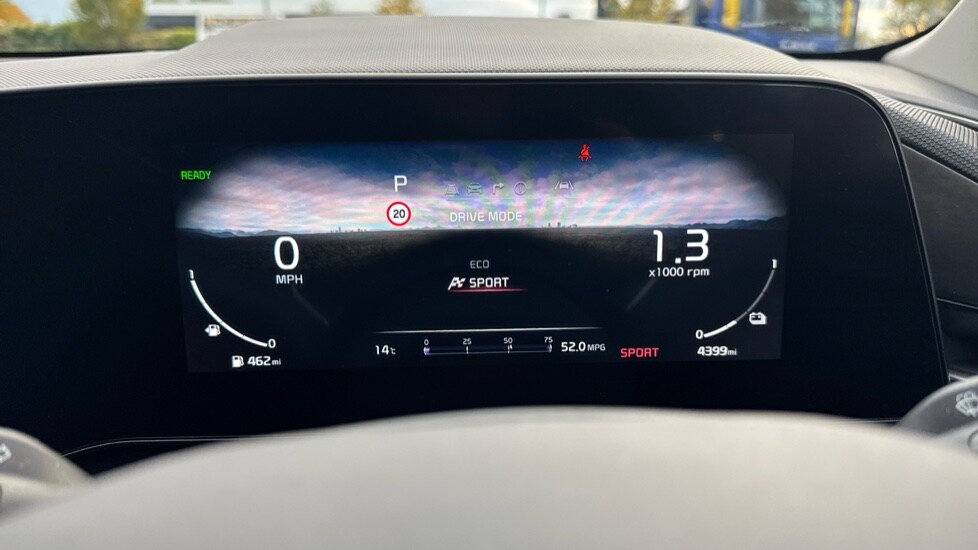 READY
P
20
DRIVE MODE
0
MPH
1.3
x1000 rpm
ECO
SPORT
1
0
462mi
14°c
0 25 50 75
52.0 MPG
SPORT
1
0
4399mi